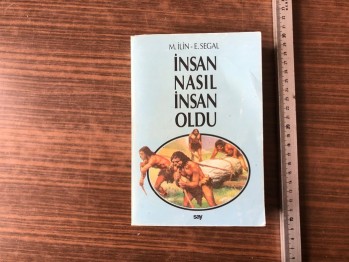 M. İLİN - E. SEGAL
İNSAN
NASIL
İNSAN
OLDU
say